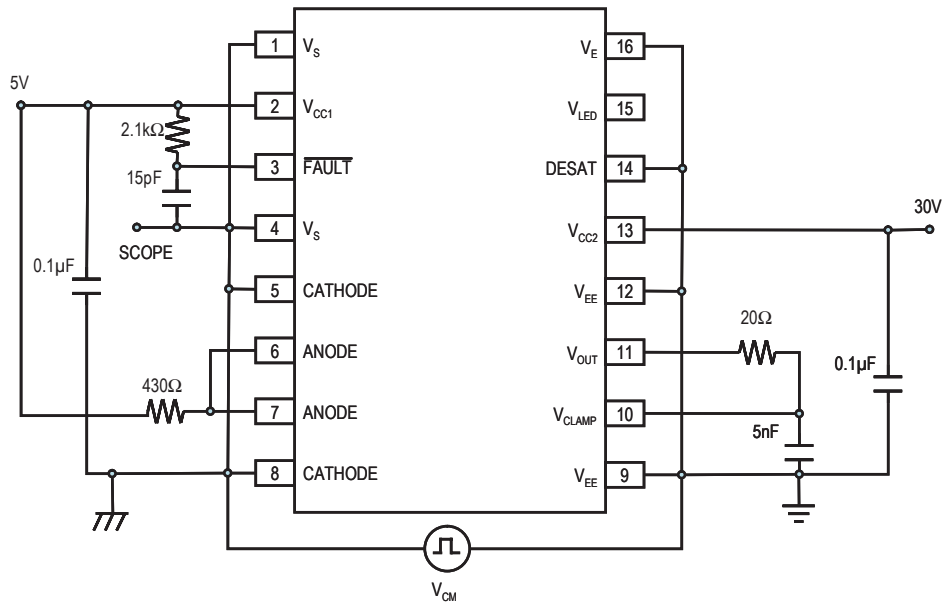 1 V_S
V_E 16
5V
2 V_CC1
V_LED 15
2.1kΩ
3 FAULT
DESAT 14
15pF
30V
4 V_S
V_CC2 13
SCOPE
0.1µF
5 CATHODE
V_EE 12
20Ω
6 ANODE
V_OUT 11
0.1µF
430Ω
7 ANODE
V_CLAMP 10
5nF
8 CATHODE
V_EE 9
V_CM